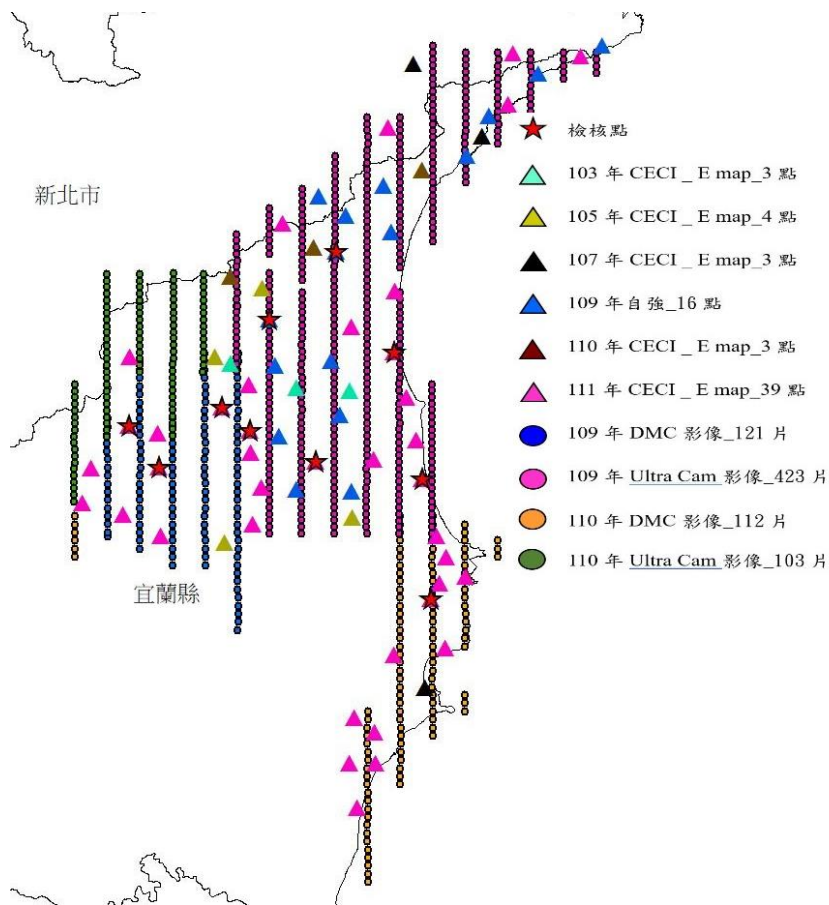 新北市
宜蘭縣
檢核點
103 年 CECI _ E map_3 點
105 年 CECI _ E map_4 點
107 年 CECI _ E map_3 點
109 年自強_16 點
110 年 CECI _ E map_3 點
111 年 CECI _ E map_39 點
109 年 DMC 影像_121 片
109 年 Ultra Cam 影像_423 片
110 年 DMC 影像_112 片
110 年 Ultra Cam 影像_103 片